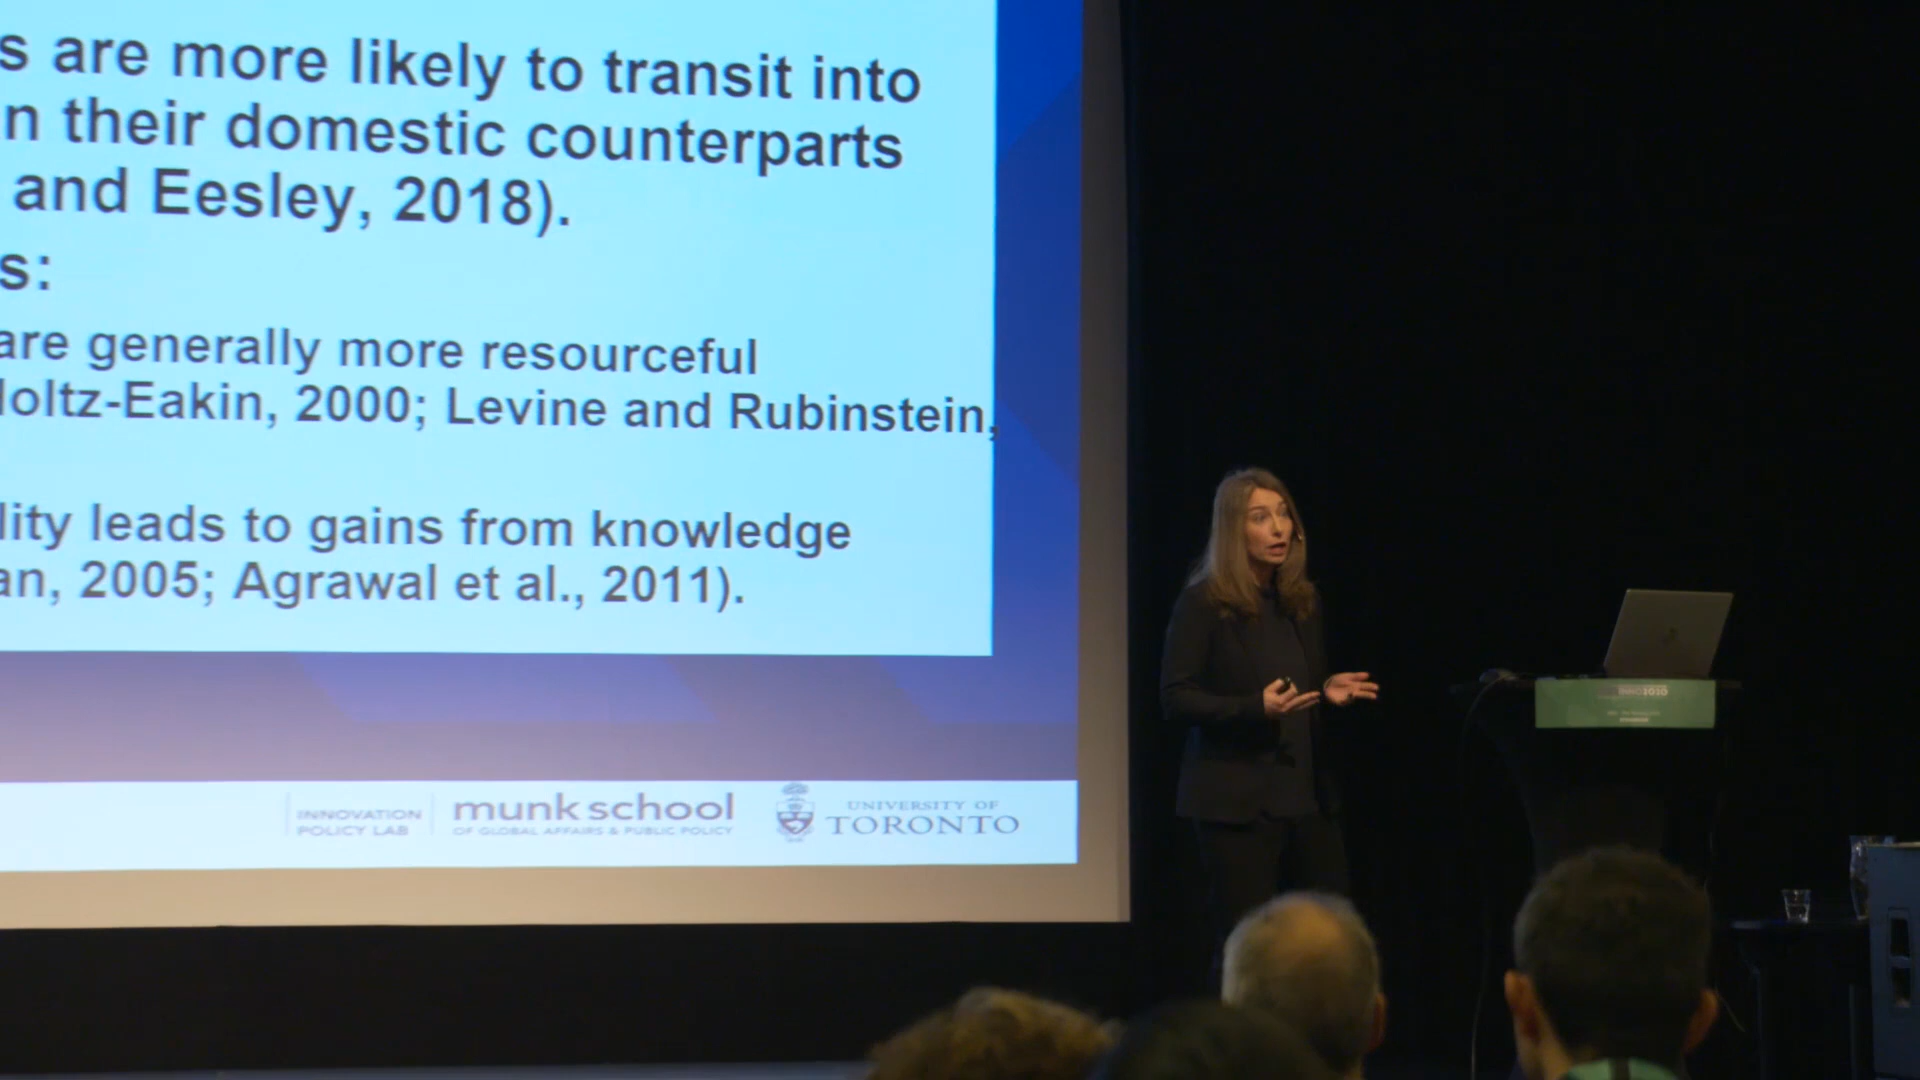 s are more likely to transit into
n their domestic counterparts
and Eesley, 2018).
s:
are generally more resourceful
Holtz-Eakin, 2000; Levine and Rubinstein,
lity leads to gains from knowledge
an, 2005; Agrawal et al., 2011).
INNOVATION
POLICY LAB
munk school
OF GLOBAL AFFAIRS & PUBLIC POLICY
UNIVERSITY OF
TORONTO
INNO2020